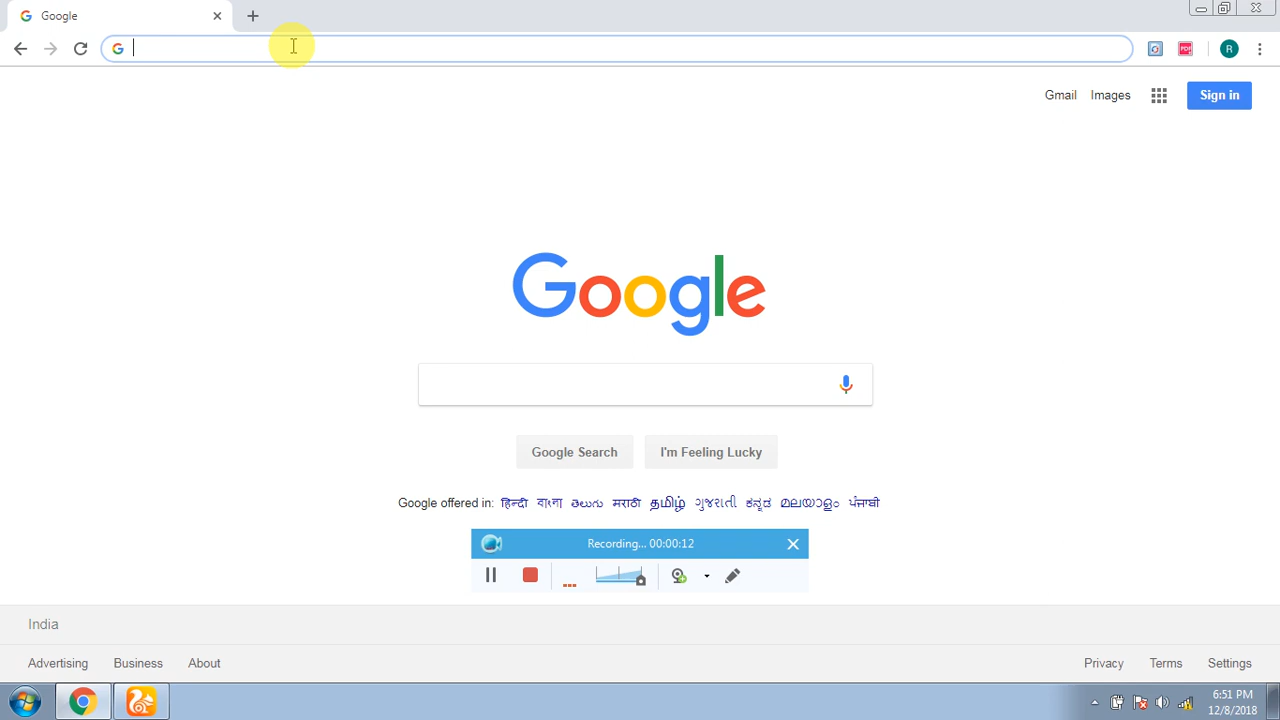 Google
Gmail Images Sign in
Google
Google Search I'm Feeling Lucky
Google offered in: हिन्दी বাংলা తెలుగు मराठी தமிழ் ગુજરાતી ಕನ್ನಡ മലയാളം ਪੰਜਾਬੀ
Recording... 00:00:12
India
Advertising Business About Privacy Terms Settings
6:51 PM
12/8/2018
PDF
R